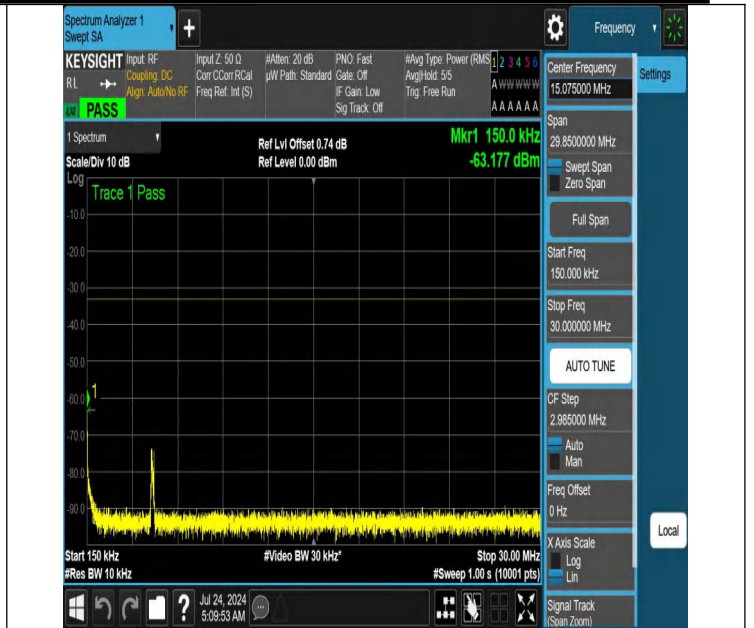 Spectrum Analyzer 1
Swept SA
Frequency
KEYSIGHT
RL
PASS
Input: RF
Coupling: DC
Align: Auto/No RF
Input Z: 50 Ω
Corr CCorr RCal
Freq Ref: Int (S)
#Atten: 20 dB
µW Path: Standard
PNO: Fast
Gate: Off
IF Gain: Low
Sig Track: Off
#Avg Type: Power (RMS
Avg|Hold: 5/5
Trig: Free Run
1 2 3 4 5 6
A W W W W W
A A A A A A
1 Spectrum
Scale/Div 10 dB
Ref Lvl Offset 0.74 dB
Ref Level 0.00 dBm
Mkr1 150.0 kHz
-63.177 dBm
Log
Trace 1 Pass
-10.0
-20.0
-30.0
-40.0
-50.0
-60.0
-70.0
-80.0
-90.0
1
Start 150 kHz
#Res BW 10 kHz
#Video BW 30 kHz*
Stop 30.00 MHz
#Sweep 1.00 s (10001 pts)
?
Jul 24, 2024
5:09:53 AM
Center Frequency
15.075000 MHz
Settings
Span
29.8500000 MHz
Swept Span
Zero Span
Full Span
Start Freq
150.000 kHz
Stop Freq
30.000000 MHz
AUTO TUNE
CF Step
2.985000 MHz
Auto
Man
Freq Offset
0 Hz
X Axis Scale
Log
Lin
Local
Signal Track
(Span Zoom)